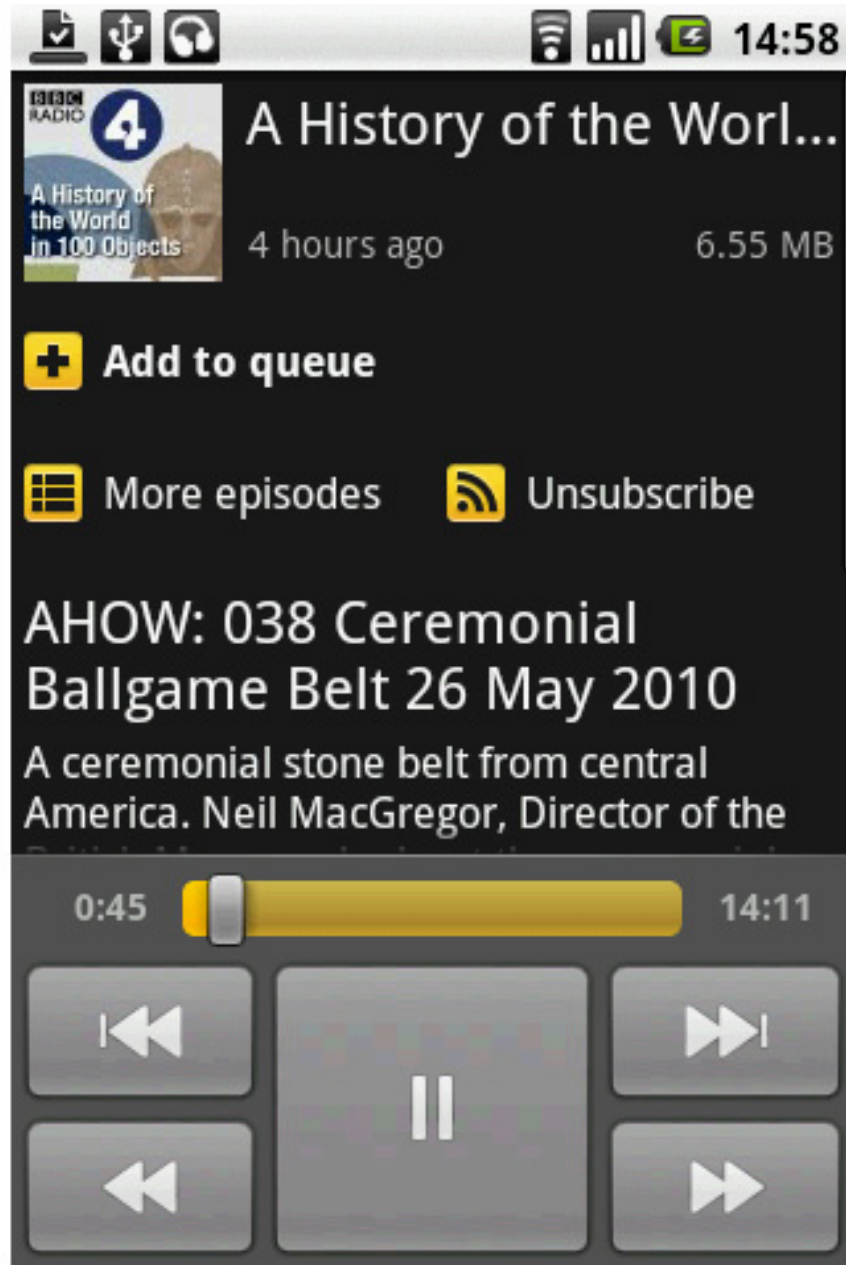 14:58
BBC
RADIO
4
A History of
the World
in 100 Objects
A History of the Worl...
4 hours ago
6.55 MB
Add to queue
More episodes
Unsubscribe
AHOW: 038 Ceremonial
Ballgame Belt 26 May 2010
A ceremonial stone belt from central
America. Neil MacGregor, Director of the
0:45
14:11